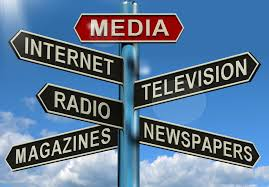 MEDIA
INTERNET
TELEVISION
RADIO
MAGAZINES
NEWSPAPERS